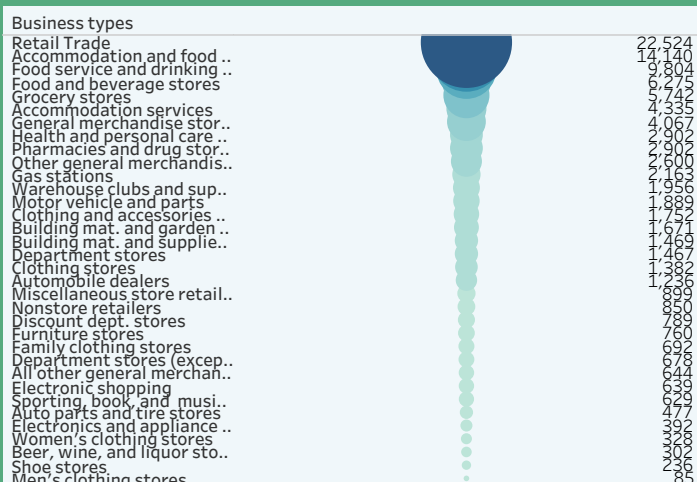 Business types
Retail Trade 22,524
Accommodation and food .. 14,140
Food service and drinking .. 9,804
Food and beverage stores 6,275
Grocery stores 5,742
Accommodation services 4,335
General merchandise stor.. 4,067
Health and personal care .. 2,902
Pharmacies and drug stor.. 2,902
Other general merchandis.. 2,600
Gas stations 2,163
Warehouse clubs and sup.. 1,956
Motor vehicle and parts 1,889
Clothing and accessories .. 1,752
Building mat. and garden .. 1,671
Building mat. and supplie.. 1,469
Department stores 1,467
Clothing stores 1,382
Automobile dealers 1,236
Miscellaneous store retail.. 899
Nonstore retailers 850
Discount dept. stores 789
Furniture stores 760
Family clothing stores 692
Department stores (excep.. 678
All other general merchan.. 644
Electronic shopping 639
Sporting, book, and musi.. 629
Auto parts and tire stores 477
Electronics and appliance .. 392
Women's clothing stores 328
Beer, wine, and liquor sto.. 302
Shoe stores 236
Men's clothing stores 85